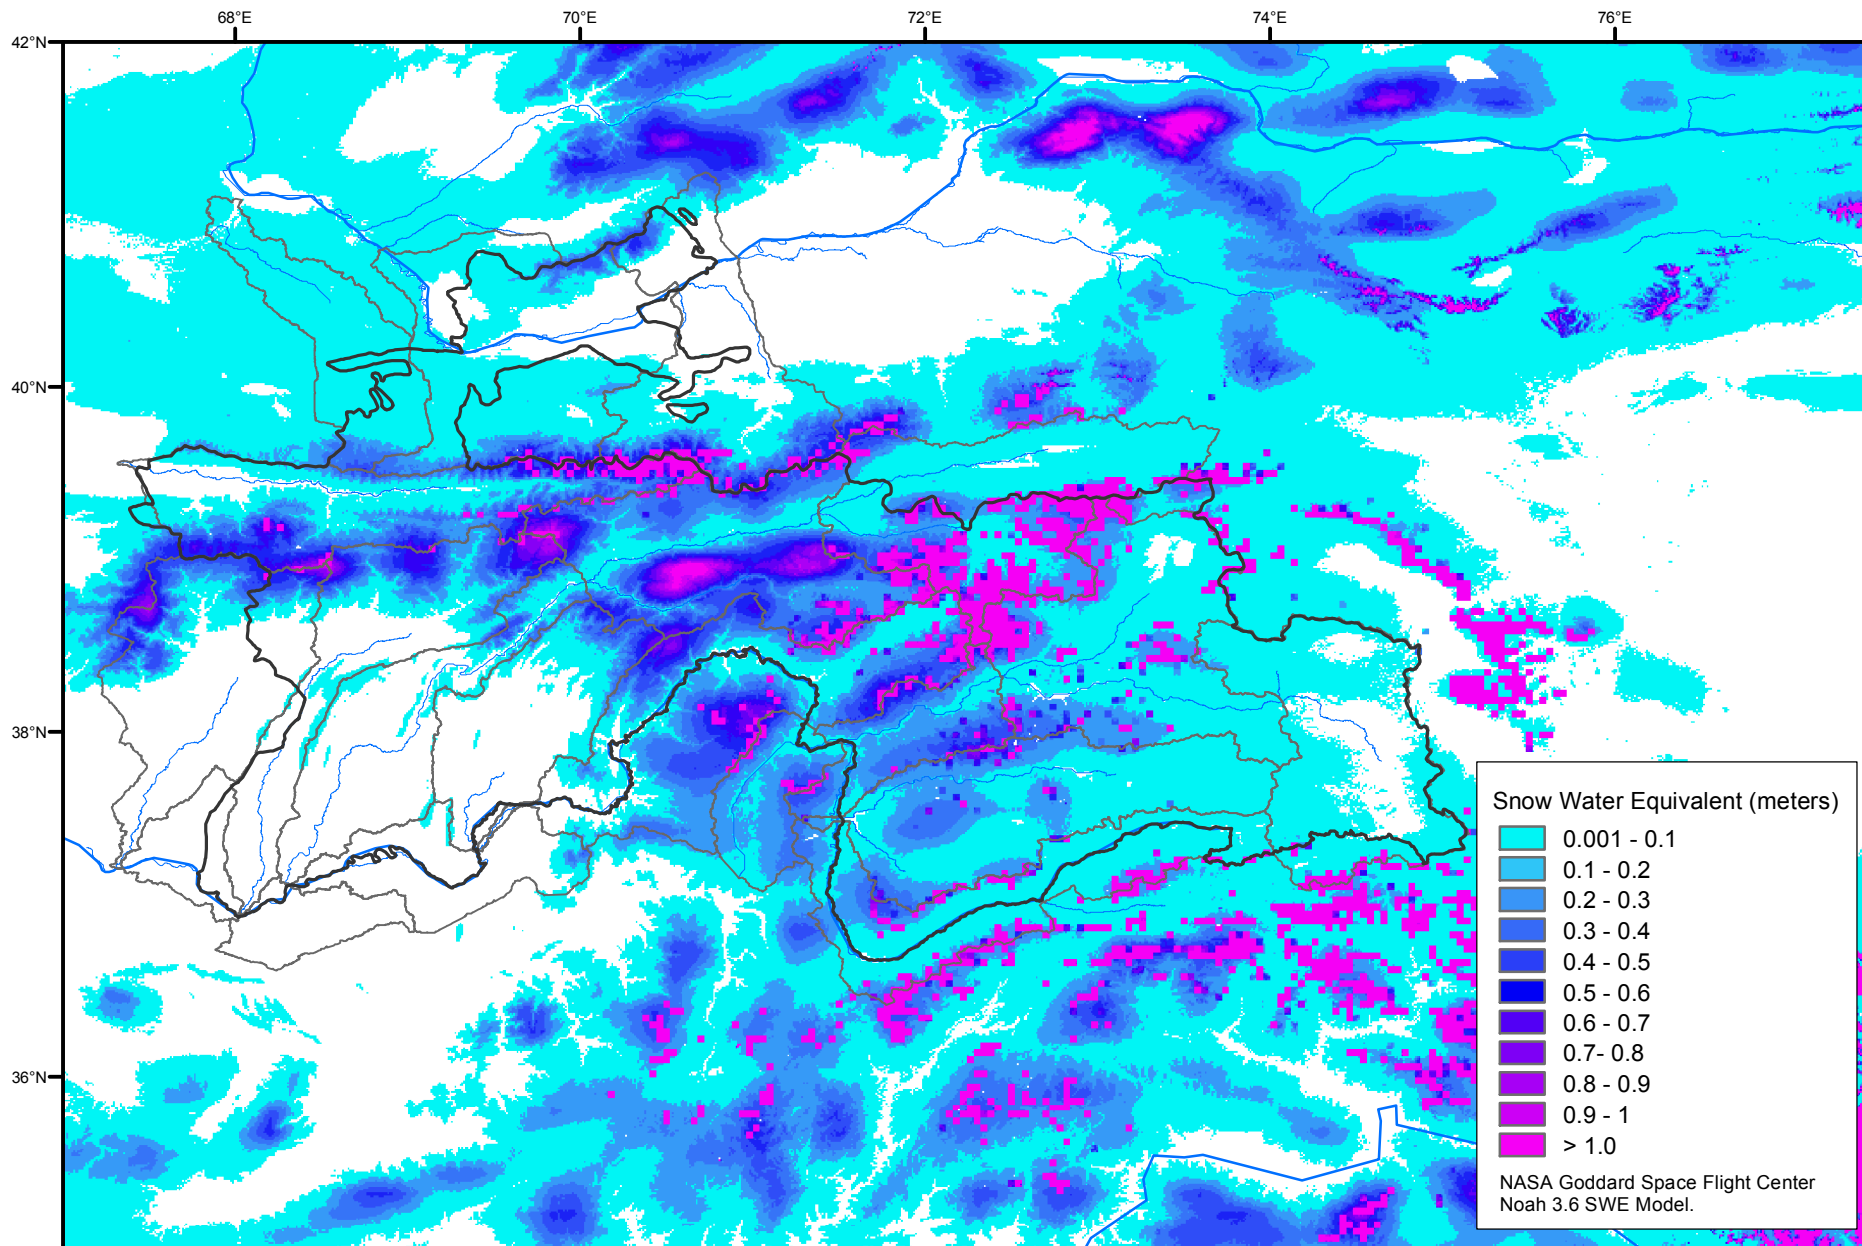 68°E 70°E 72°E 74°E 76°E
42°N
40°N
38°N
36°N
Snow Water Equivalent (meters)
0.001 - 0.1
0.1 - 0.2
0.2 - 0.3
0.3 - 0.4
0.4 - 0.5
0.5 - 0.6
0.6 - 0.7
0.7- 0.8
0.8 - 0.9
0.9 - 1
> 1.0
NASA Goddard Space Flight Center
Noah 3.6 SWE Model.